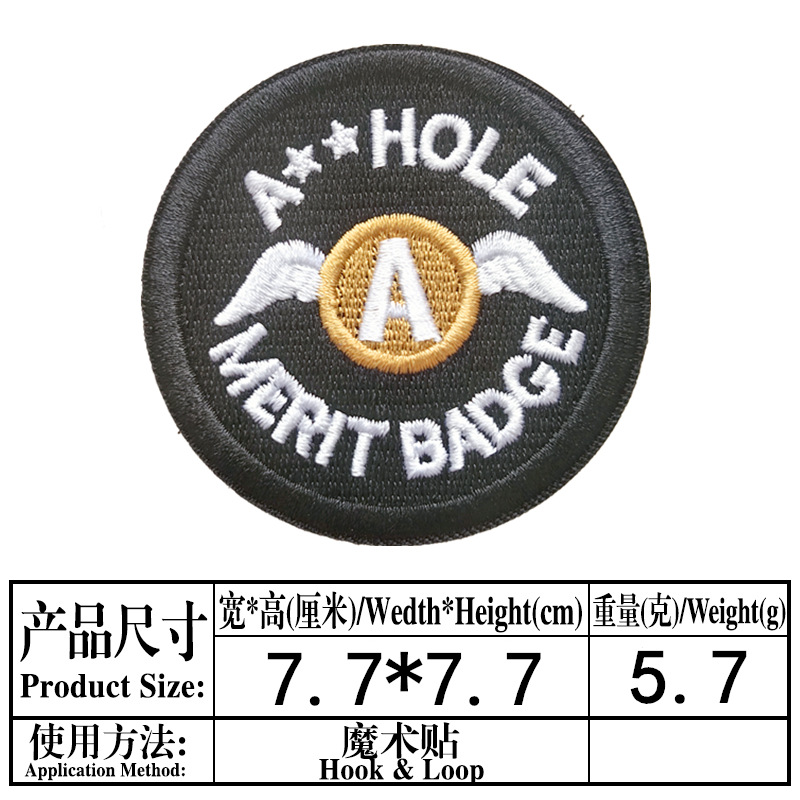 A★★HOLE
A
MERIT BADGE
产品尺寸
Product Size:
宽*高(厘米)/Wedth*Height(cm)
重量(克)/Weight(g)
7.7*7.7
5.7
使用方法:
Application Method:
魔术贴
Hook & Loop